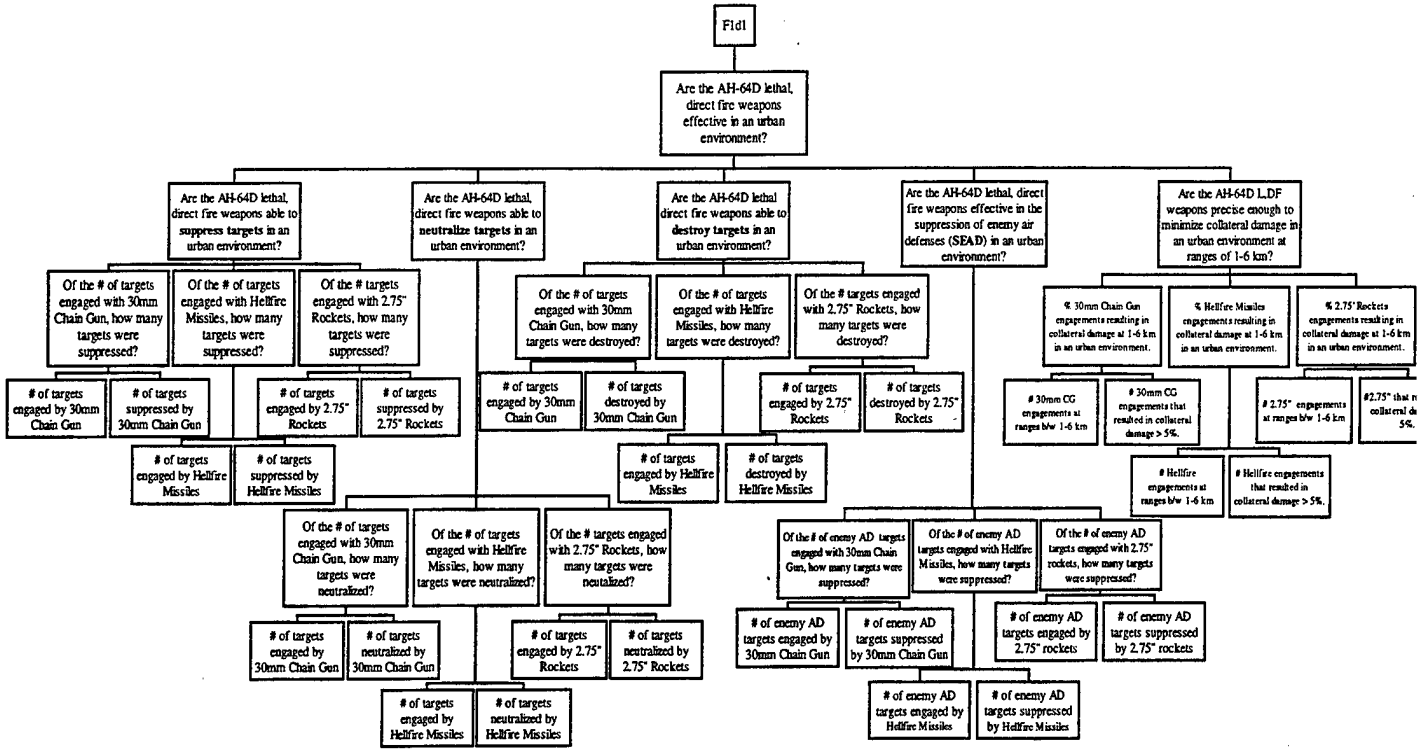 F1d1
Are the AH-64D lethal,
direct fire weapons
effective in an urban
environment?
Are the AH-64D lethal,
direct fire weapons able to
suppress targets in an
urban environment?
Are the AH-64D lethal,
direct fire weapons able to
neutralize targets in an
urban environment?
Are the AH-64D lethal
direct fire weapons able to
destroy targets in an
urban environment?
Are the AH-64D lethal, direct
fire weapons effective in the
suppression of enemy air
defenses (SEAD) in an urban
environment?
Are the AH-64D L,DF
weapons precise enough to
minimize collateral damage in
an urban environment at
ranges of 1-6 km?
Of the # of targets
engaged with 30mm
Chain Gun, how many
targets were
suppressed?
Of the # of targets
engaged with Hellfire
Missiles, how many
targets were
suppressed?
Of the # targets
engaged with 2.75"
Rockets, how many
targets were
suppressed?
# of targets
engaged by 30mm
Chain Gun
# of targets
suppressed by
30mm Chain Gun
# of targets
engaged by 2.75"
Rockets
# of targets
suppressed by
2.75" Rockets
# of targets
engaged by Hellfire
Missiles
# of targets
suppressed by
Hellfire Missiles
Of the # of targets
engaged with 30mm
Chain Gun, how many
targets were
neutralized?
Of the # of targets
engaged with Hellfire
Missiles, how many
targets were neutralized?
Of the # targets engaged
with 2.75" Rockets, how
many targets were
neutalized?
# of targets
engaged by
30mm Chain Gun
# of targets
neutralized by
30mm Chain Gun
# of targets
engaged by 2.75"
Rockets
# of targets
neutralized by
2.75" Rockets
# of targets
engaged by
Hellfire Missiles
# of targets
neutralized by
Hellfire Missiles
Of the # of targets
engaged with 30mm
Chain Gun, how many
targets were
destroyed?
Of the # of targets
engaged with Hellfire
Missiles, how many
targets were destroyed?
Of the # targets engaged
with 2.75" Rockets, how
many targets were
destroyed?
# of targets
engaged by 30mm
Chain Gun
# of targets
destroyed by
30mm Chain Gun
# of targets
engaged by 2.75"
Rockets
# of targets
destroyed by 2.75"
Rockets
# of targets
engaged by Hellfire
Missiles
# of targets
destroyed by
Hellfire Missiles
Of the # of enemy AD targets
engaged with 30mm Chain
Gun, how many targets were
suppressed?
Of the # of enemy AD
targets engaged with Hellfire
Missiles, how many targets
were suppressed?
Of the # of enemy AD
targets engaged with 2.75"
rockets, how many targets
were suppressed?
# of enemy AD
targets engaged by
30mm Chain Gun
# of enemy AD
targets suppressed
by 30mm Chain Gun
# of enemy AD
targets engaged by
2.75" rockets
# of enemy AD
targets suppressed
by 2.75" rockets
# of enemy AD
targets engaged by
Hellfire Missiles
# of enemy AD
targets suppressed
by Hellfire Missiles
% 30mm Chain Gun
engagements resulting in
collateral damage at 1-6 km
in an urban environment.
% Hellfire Missiles
engagements resulting in
collateral damage at 1-6 km
in an urban environment.
% 2.75" Rockets
engagements resulting in
collateral damage at 1-6 km
in an urban environment.
# 30mm CG
engagements at
ranges b/w 1-6 km
# 30mm CG
engagements that
resulted in collateral
damage > 5%.
# 2.75" engagements
at ranges b/w 1-6 km
#2.75" that
collateral
5%.
# Hellfire
engagements at
ranges b/w 1-6 km
# Hellfire engagements
that resulted in
collateral damage > 5%.